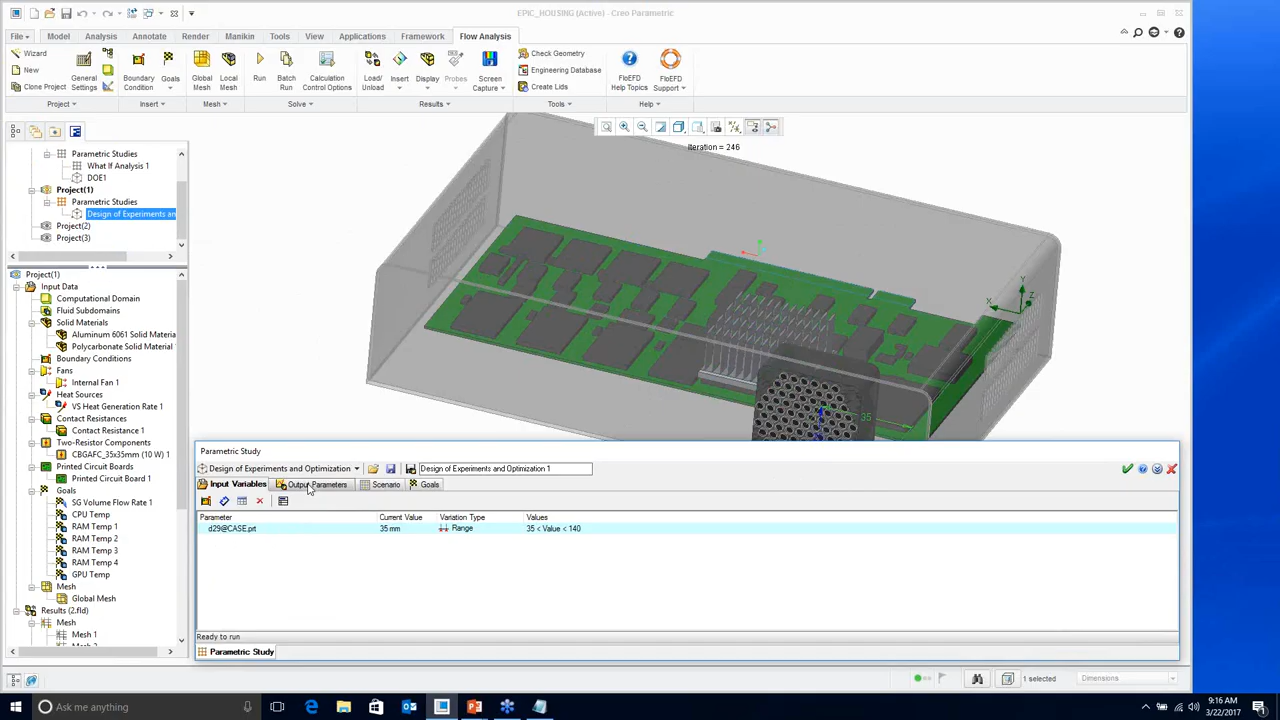 EPIC_HOUSING (Active) - Creo Parametric
File Model Analysis Annotate Render Manikin Tools View Applications Framework Flow Analysis
Wizard
New
Clone Project
General Settings
Boundary Condition
Goals
Global Mesh
Local Mesh
Run
Batch Run
Calculation Control Options
Load/Unload
Insert
Display
Probes
Screen Capture
Check Geometry
Engineering Database
Create Lids
FloEFD Help Topics
FloEFD Support
Project Insert Mesh Solve Results Tools Help
Iteration = 246
Parametric Studies
What If Analysis 1
DOE1
Project(1)
Parametric Studies
Design of Experiments an
Project(2)
Project(3)
Project(1)
Input Data
Computational Domain
Fluid Subdomains
Solid Materials
Aluminum 6061 Solid Materia
Polycarbonate Solid Material
Boundary Conditions
Fans
Internal Fan 1
Heat Sources
VS Heat Generation Rate 1
Contact Resistances
Contact Resistance 1
Two-Resistor Components
CBGAFC_35x35mm (10 W) 1
Printed Circuit Boards
Printed Circuit Board 1
Goals
SG Volume Flow Rate 1
CPU Temp
RAM Temp 1
RAM Temp 2
RAM Temp 3
RAM Temp 4
GPU Temp
Mesh
Global Mesh
Results (2.fld)
Mesh
Mesh 1
Y
X
Z
35
Parametric Study
Design of Experiments and Optimization
Design of Experiments and Optimization 1
Input Variables Output Parameters Scenario Goals
Parameter Current Value Variation Type Values
d29@CASE.prt 35 mm Range 35 < Value < 140
Ready to run
Parametric Study
1 selected
Dimensions
Ask me anything
9:16 AM
3/22/2017